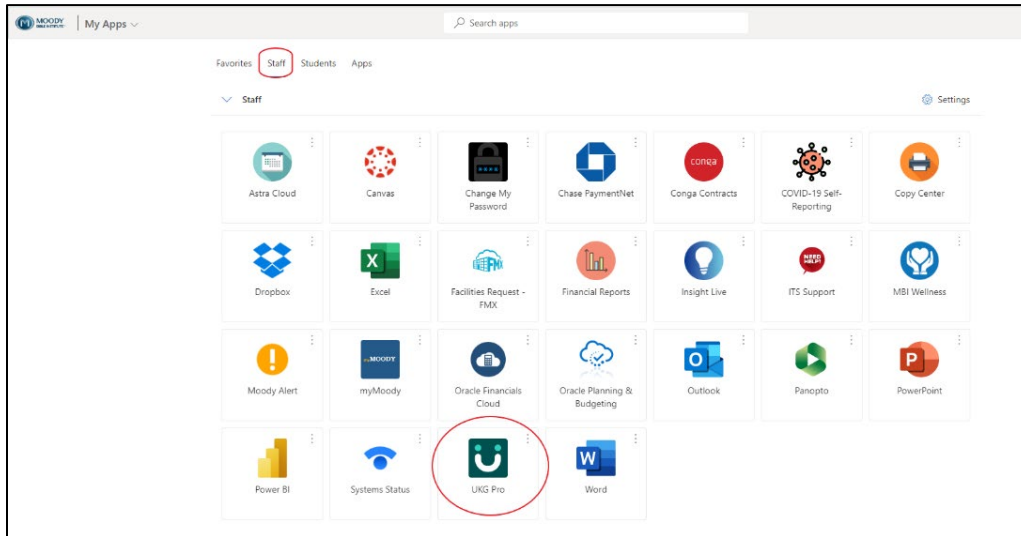 MOODY
My Apps
Search apps
Favorites Staff Students Apps
Staff
Settings
Astra Cloud
Canvas
Change My
Password
Chase PaymentNet
conga
Conga Contracts
COVID-19 Self-
Reporting
Copy Center
Dropbox
X
Excel
FMX
Facilities Request -
FMX
Financial Reports
Insight Live
NEED
HELP?
ITS Support
MBI Wellness
Moody Alert
myMOODY
myMoody
Oracle Financials
Cloud
Oracle Planning &
Budgeting
O
Outlook
Panopto
P
PowerPoint
Power BI
Systems Status
UKG Pro
W
Word